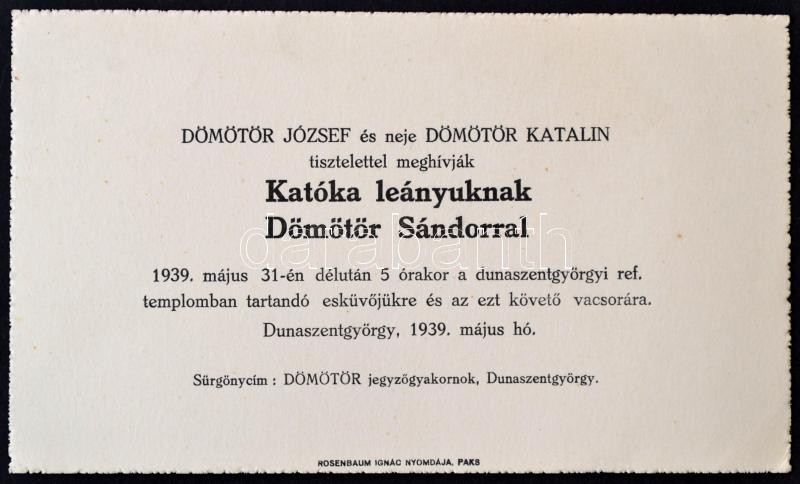 DÖMÖTÖR JÓZSEF és neje DÖMÖTÖR KATALIN
tisztelettel meghívják
Katóka leányuknak
Dömötör Sándorral
darabanth
1939. május 31-én délután 5 órakor a dunaszentgyörgyi ref.
templomban tartandó esküvőjükre és az ezt követő vacsorára.
Dunaszentgyörgy, 1939. május hó.
Sürgönycím : DÖMÖTÖR jegyzőgyakornok, Dunaszentgyörgy.
ROSENBAUM IGNÁC NYOMDÁJA, PAKS